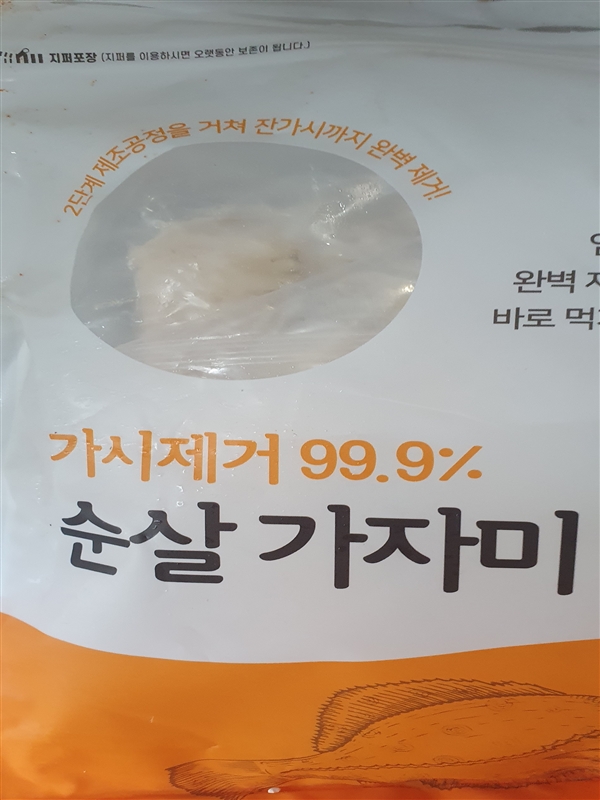 지퍼포장 (지퍼를 이용하시면 오랫동안 보존이 됩니다.)
2단계 제조공정을 거쳐 잔가시까지 완벽 제거!
완벽
바로
가시제거 99.9%
순살 가자미